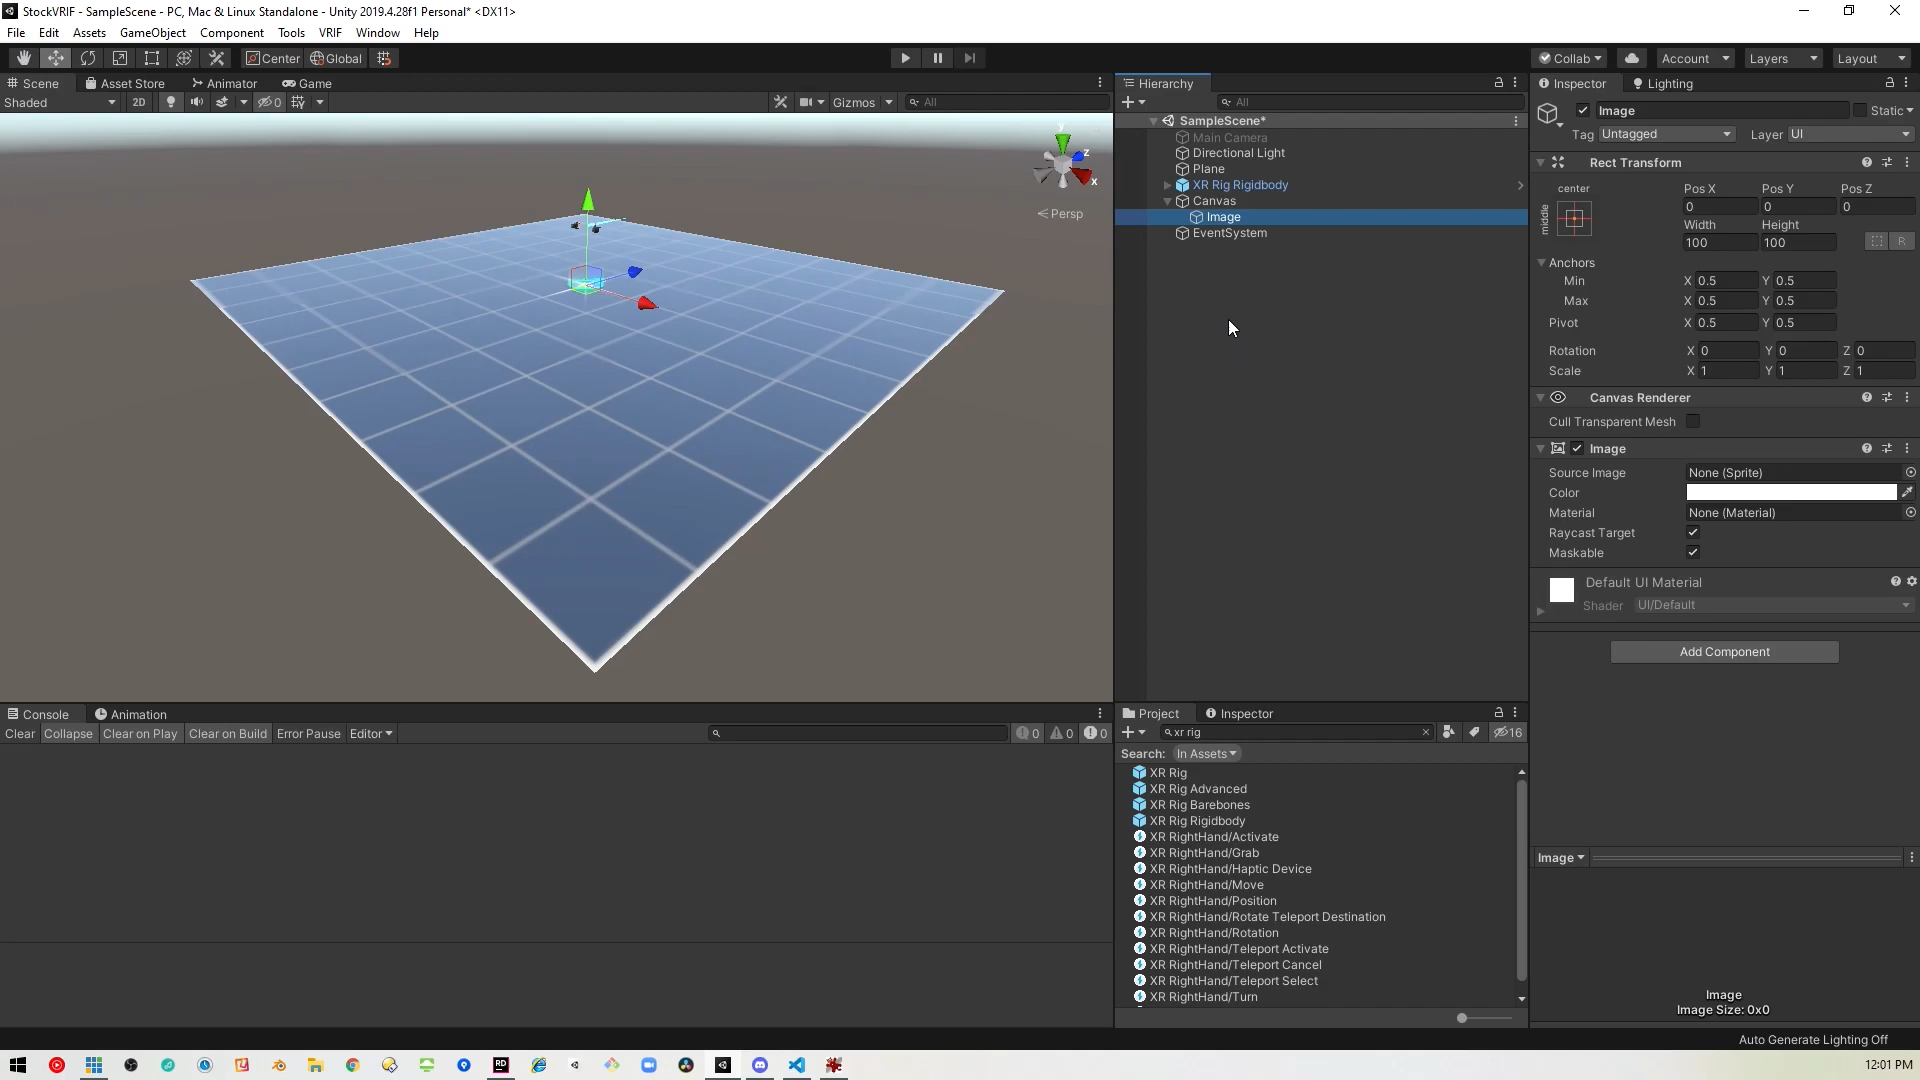 StockVRIF - SampleScene - PC, Mac & Linux Standalone - Unity 2019.4.28f1 Personal* <DX11>
File Edit Assets GameObject Component Tools VRIF Window Help
Center Global
Collab Account Layers Layout
Scene Asset Store Animator Game
Shaded 2D 0 Gizmos All
y
z
x
Persp
Hierarchy
All
SampleScene*
Main Camera
Directional Light
Plane
XR Rig Rigidbody
Canvas
Image
EventSystem
Inspector Lighting
Image Static
Tag Untagged Layer UI
Rect Transform
center
middle
Pos X Pos Y Pos Z
0 0 0
Width Height
100 100 R
Anchors
Min X 0.5 Y 0.5
Max X 0.5 Y 0.5
Pivot X 0.5 Y 0.5
Rotation X 0 Y 0 Z 0
Scale X 1 Y 1 Z 1
Canvas Renderer
Cull Transparent Mesh
Image
Source Image None (Sprite)
Color
Material None (Material)
Raycast Target
Maskable
Default UI Material
Shader UI/Default
Add Component
Image
Image
Image Size: 0x0
Console Animation
Clear Collapse Clear on Play Clear on Build Error Pause Editor 0 0 0
Project Inspector
xr rig 16
Search: In Assets
XR Rig
XR Rig Advanced
XR Rig Barebones
XR Rig Rigidbody
XR RightHand/Activate
XR RightHand/Grab
XR RightHand/Haptic Device
XR RightHand/Move
XR RightHand/Position
XR RightHand/Rotate Teleport Destination
XR RightHand/Rotation
XR RightHand/Teleport Activate
XR RightHand/Teleport Cancel
XR RightHand/Teleport Select
XR RightHand/Turn
Auto Generate Lighting Off
RD
12:01 PM